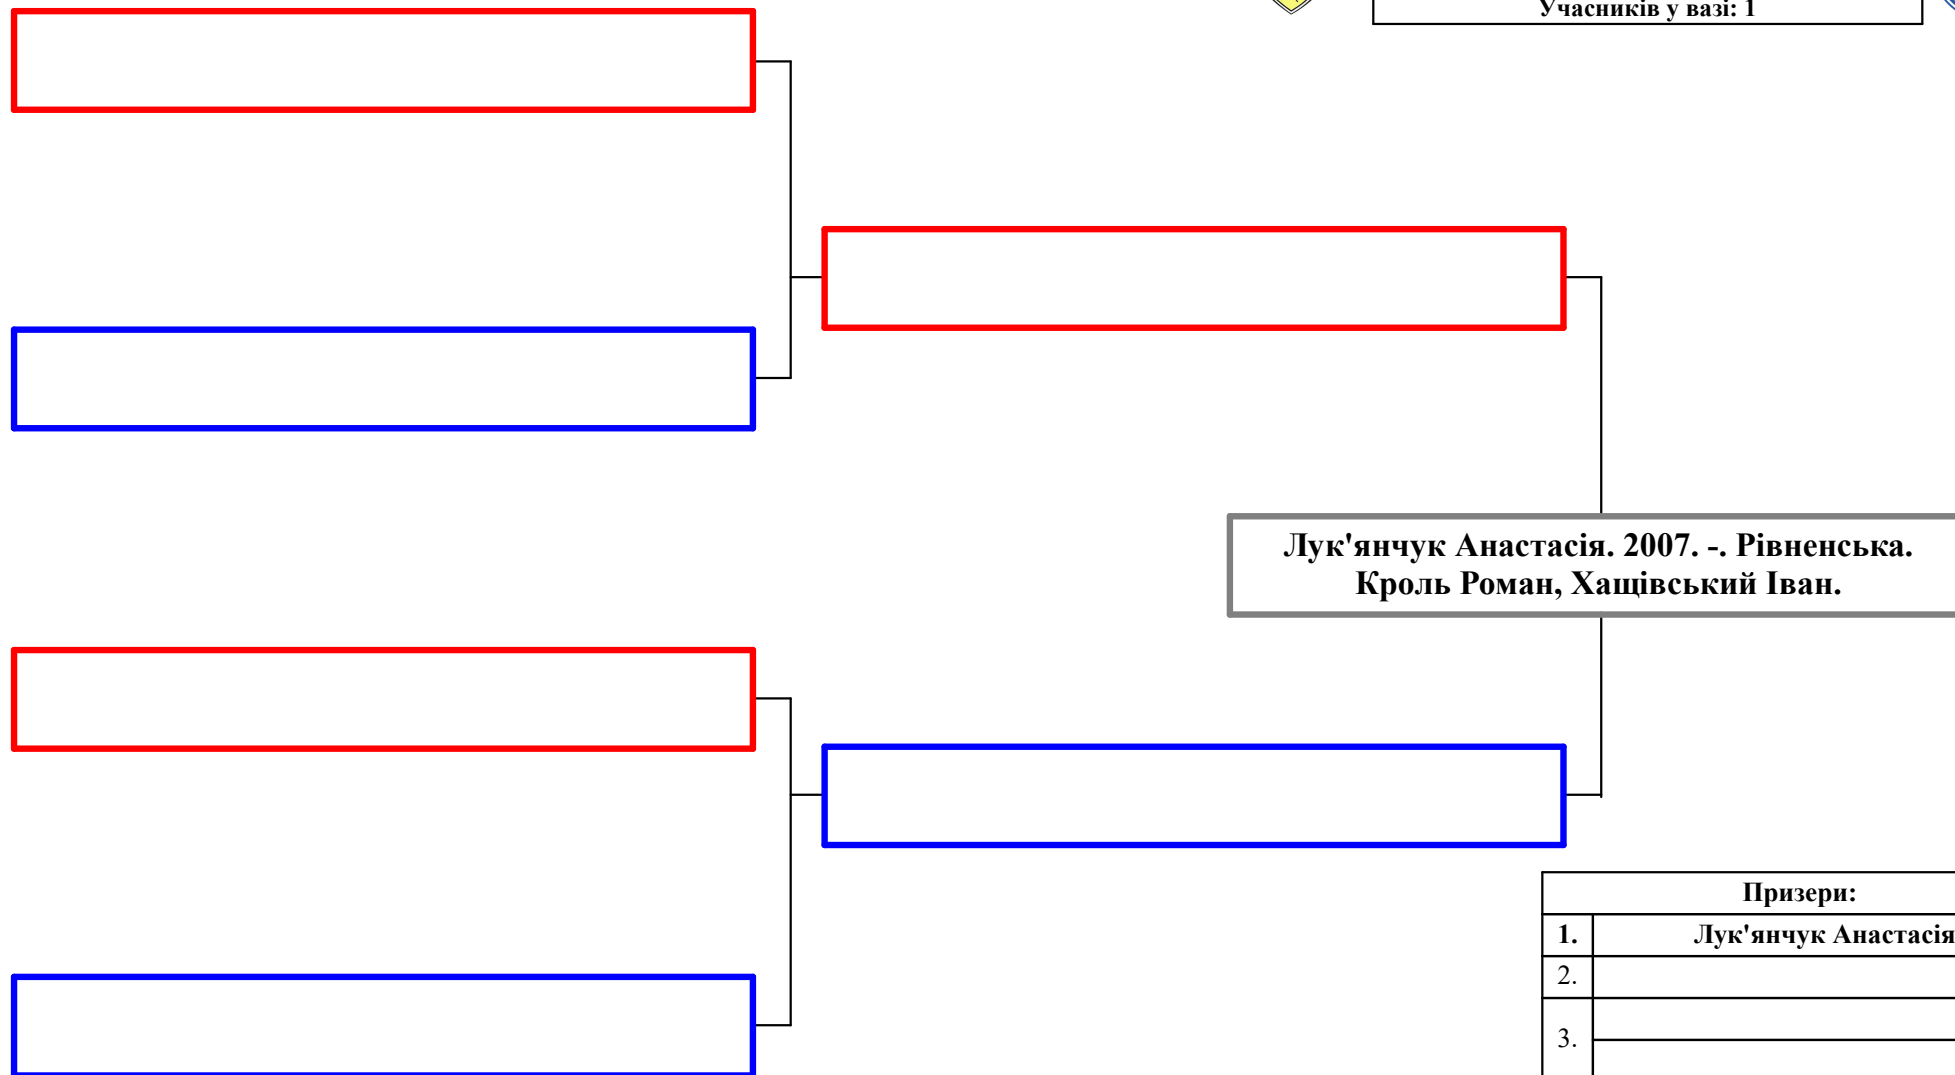 Учасників у вазі: 1
Лук'янчук Анастасія. 2007. -. Рівненська.
Кроль Роман, Хащівський Іван.
Призери:
1. Лук'янчук Анастасія
2.
3.